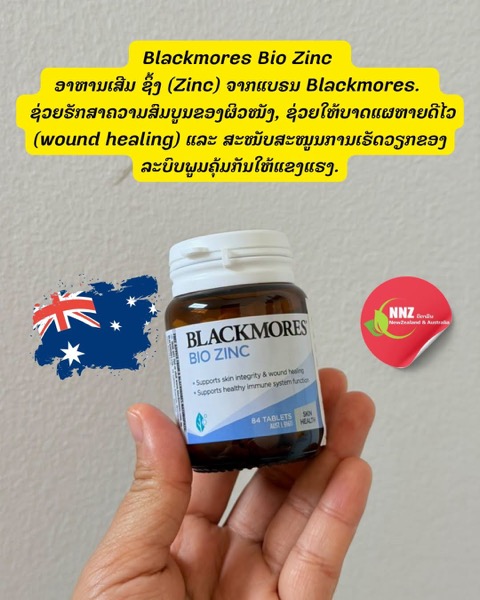 Blackmores Bio Zinc
ອາຫານເສີມ ຊິ້ງ (Zinc) ຈາກແບຣນ Blackmores.
ຊ່ວຍຮັກສາຄວາມສົມບູນຂອງຜິວໜັງ, ຊ່ວຍໃຫ້ບາດແຜຫາຍດີໄວ
(wound healing) ແລະ ສະໜັບສະໜູນການເຮັດວຽກຂອງ
ລະບົບພູມຄຸ້ມກັນໃຫ້ແຂງແຮງ.
NNZ
NewZealand & Australia
BLACKMORES
BIO ZINC
• Supports skin integrity & wound healing
• Supports healthy immune system function
84 TABLETS
SKIN
HEALTH